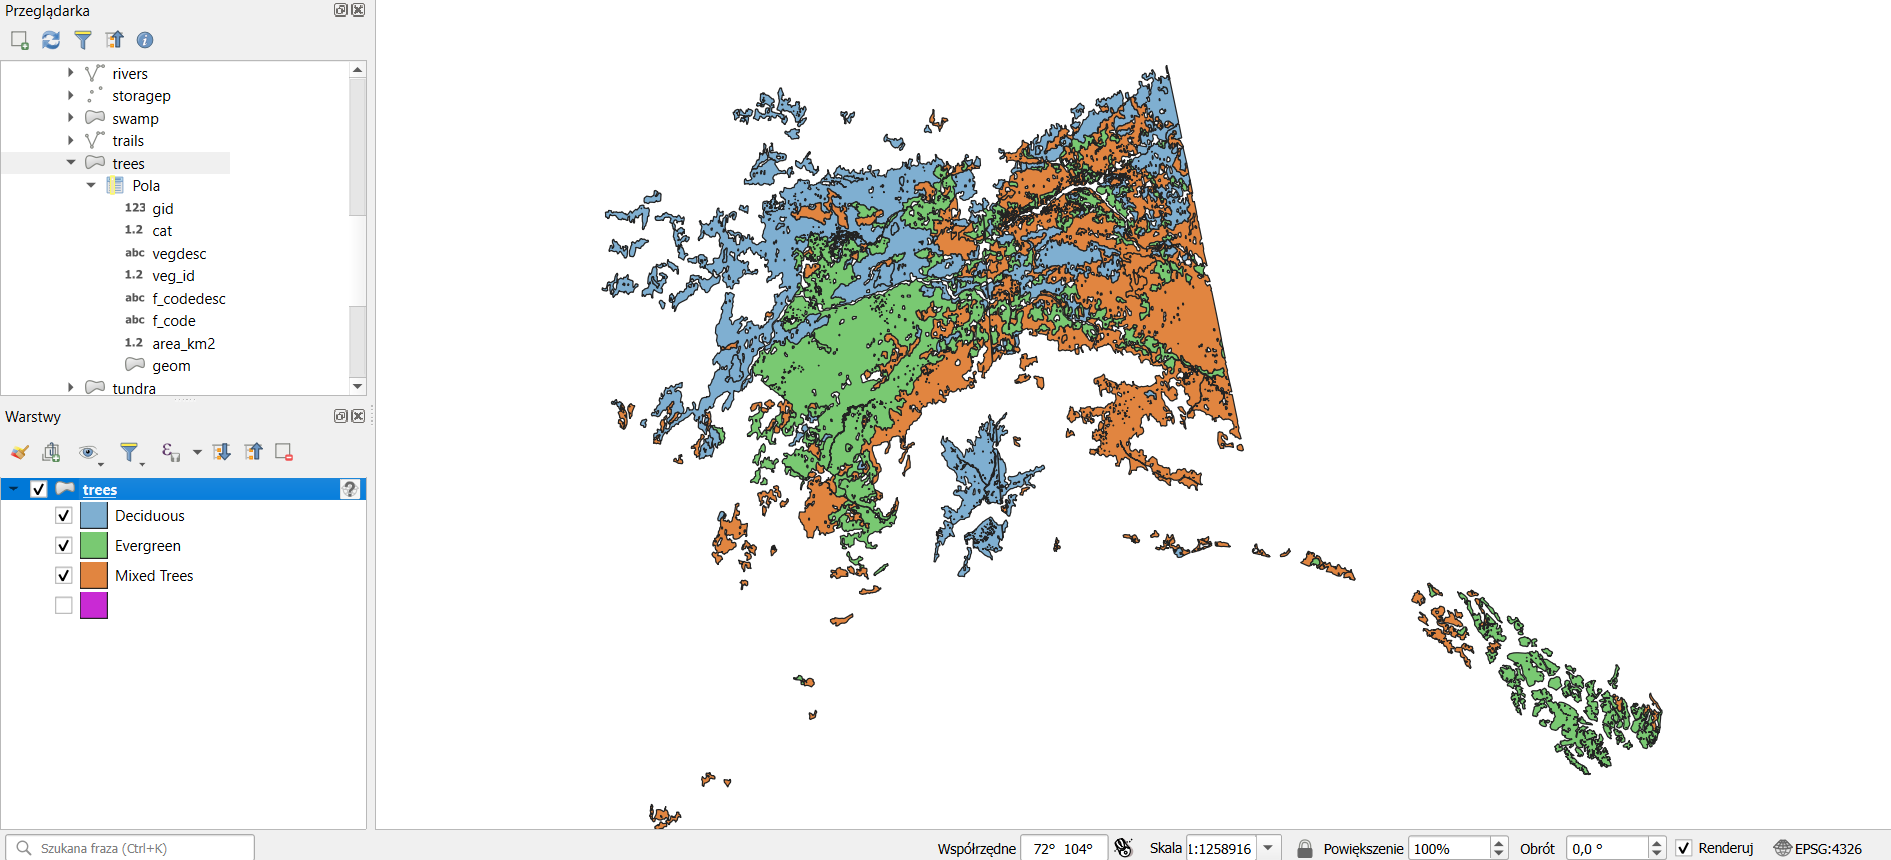 Przeglądarka
rivers
storagep
swamp
trails
trees
Pola
123 gid
1.2 cat
abc vegdesc
1.2 veg_id
abc f_codedesc
abc f_code
1.2 area_km2
geom
tundra
Warstwy
trees
Deciduous
Evergreen
Mixed Trees
Szukana fraza (Ctrl+K)
Współrzędne 72° 104° Skala 1:1258916 Powiększenie 100% Obrót 0,0 ° Renderuj EPSG:4326